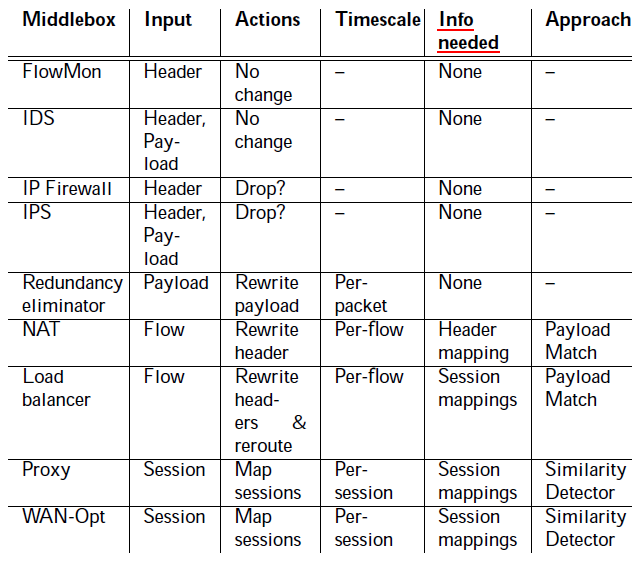 Middlebox Input Actions Timescale Info needed Approach
FlowMon Header No change – None –
IDS Header, Pay-load No change – None –
IP Firewall Header Drop? – None –
IPS Header, Pay-load Drop? – None –
Redundancy eliminator Payload Rewrite payload Per-packet None –
NAT Flow Rewrite header Per-flow Header mapping Payload Match
Load balancer Flow Rewrite head-ers & reroute Per-flow Session mappings Payload Match
Proxy Session Map sessions Per-session Session mappings Similarity Detector
WAN-Opt Session Map sessions Per-session Session mappings Similarity Detector